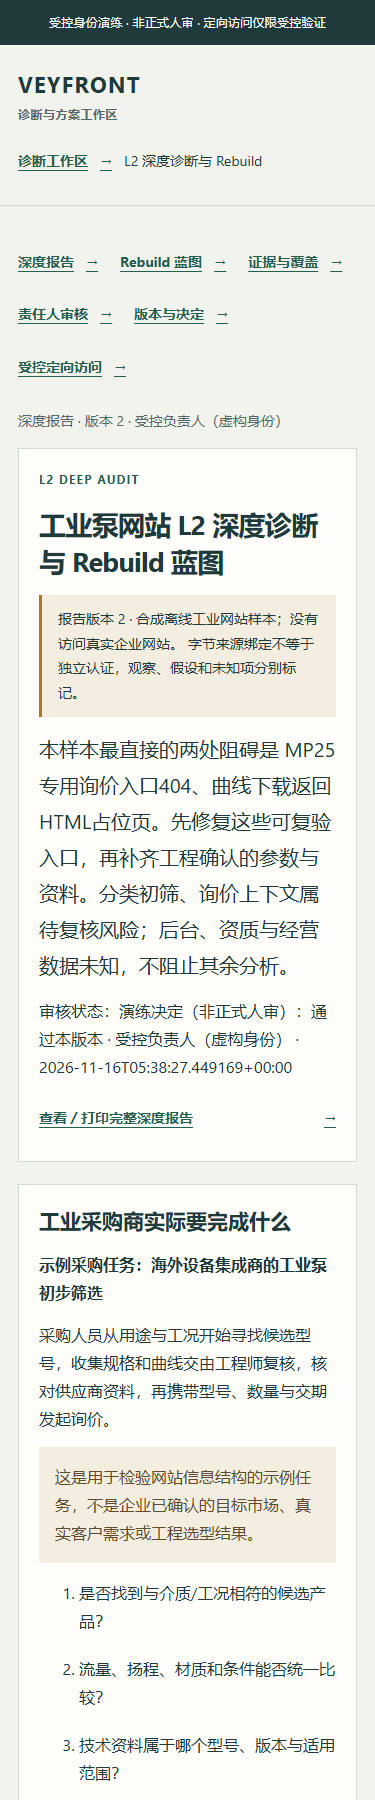 受控身份演练 · 非正式人审 · 定向访问仅限受控验证
VEYFRONT
诊断与方案工作区
诊断工作区 → L2 深度诊断与 Rebuild
深度报告 → Rebuild 蓝图 → 证据与覆盖 →
责任人审核 → 版本与决定 →
受控定向访问 →
深度报告 · 版本 2 · 受控负责人（虚构身份）
L2 DEEP AUDIT
工业泵网站 L2 深度诊断
与 Rebuild 蓝图
报告版本 2 · 合成离线工业网站样本；没有
访问真实企业网站。 字节来源绑定不等于
独立认证，观察、假设和未知项分别标
记。
本样本最直接的两处阻碍是 MP25
专用询价入口404、曲线下载返回
HTML占位页。先修复这些可复验
入口，再补齐工程确认的参数与
资料。分类初筛、询价上下文属
待复核风险；后台、资质与经营
数据未知，不阻止其余分析。
审核状态：演练决定（非正式人审）：通
过本版本 · 受控负责人（虚构身份） ·
2026-11-16T05:38:27.449169+00:00
查看 / 打印完整深度报告 →
工业采购商实际要完成什么
示例采购任务：海外设备集成商的工业泵
初步筛选
采购人员从用途与工况开始寻找候选型
号，收集规格和曲线交由工程师复核，核
对供应商资料，再携带型号、数量与交期
发起询价。
这是用于检验网站信息结构的示例任
务，不是企业已确认的目标市场、真
实客户需求或工程选型结果。
1. 是否找到与介质/工况相符的候选产
品？
2. 流量、扬程、材质和条件能否统一比
较？
3. 技术资料属于哪个型号、版本与适用
范围？